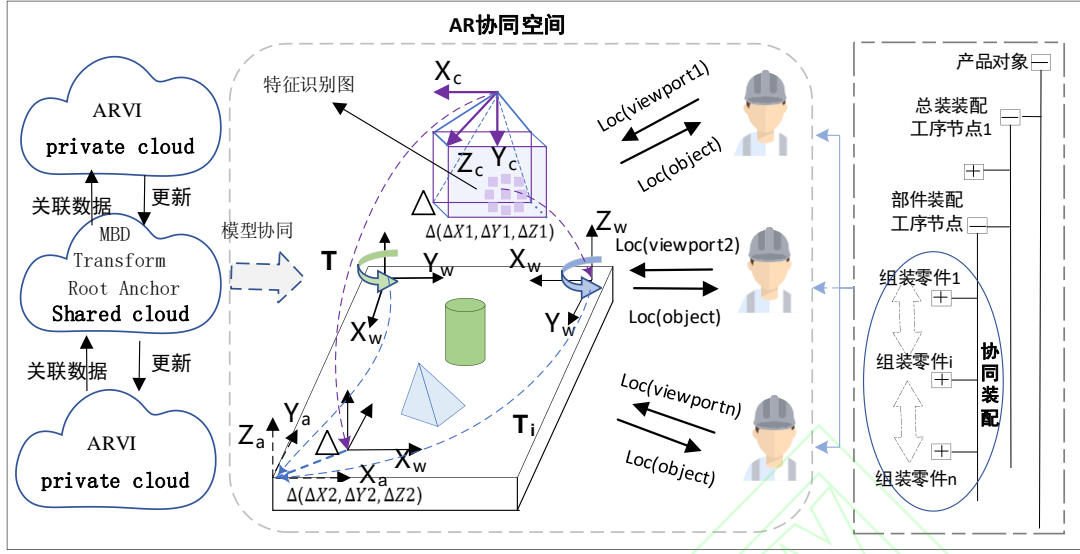 AR协同空间
ARVI
private cloud
关联数据
更新
MBD
Transform
Root Anchor
Shared cloud
关联数据
更新
ARVI
private cloud
模型协同
特征识别图
Xc
Zc
Yc
Δ
Δ(ΔX1,ΔY1,ΔZ1)
T
Yw
Xw
Zw
Xw
Yw
Ti
Za
Ya
Δ
Xw
Xa
Δ(ΔX2,ΔY2,ΔZ2)
Loc(viewport1)
Loc(object)
Loc(viewport2)
Loc(object)
Loc(viewportn)
Loc(object)
产品对象
总装装配
工序节点1
部件装配
工序节点
组装零件1
组装零件i
组装零件n
协同装配